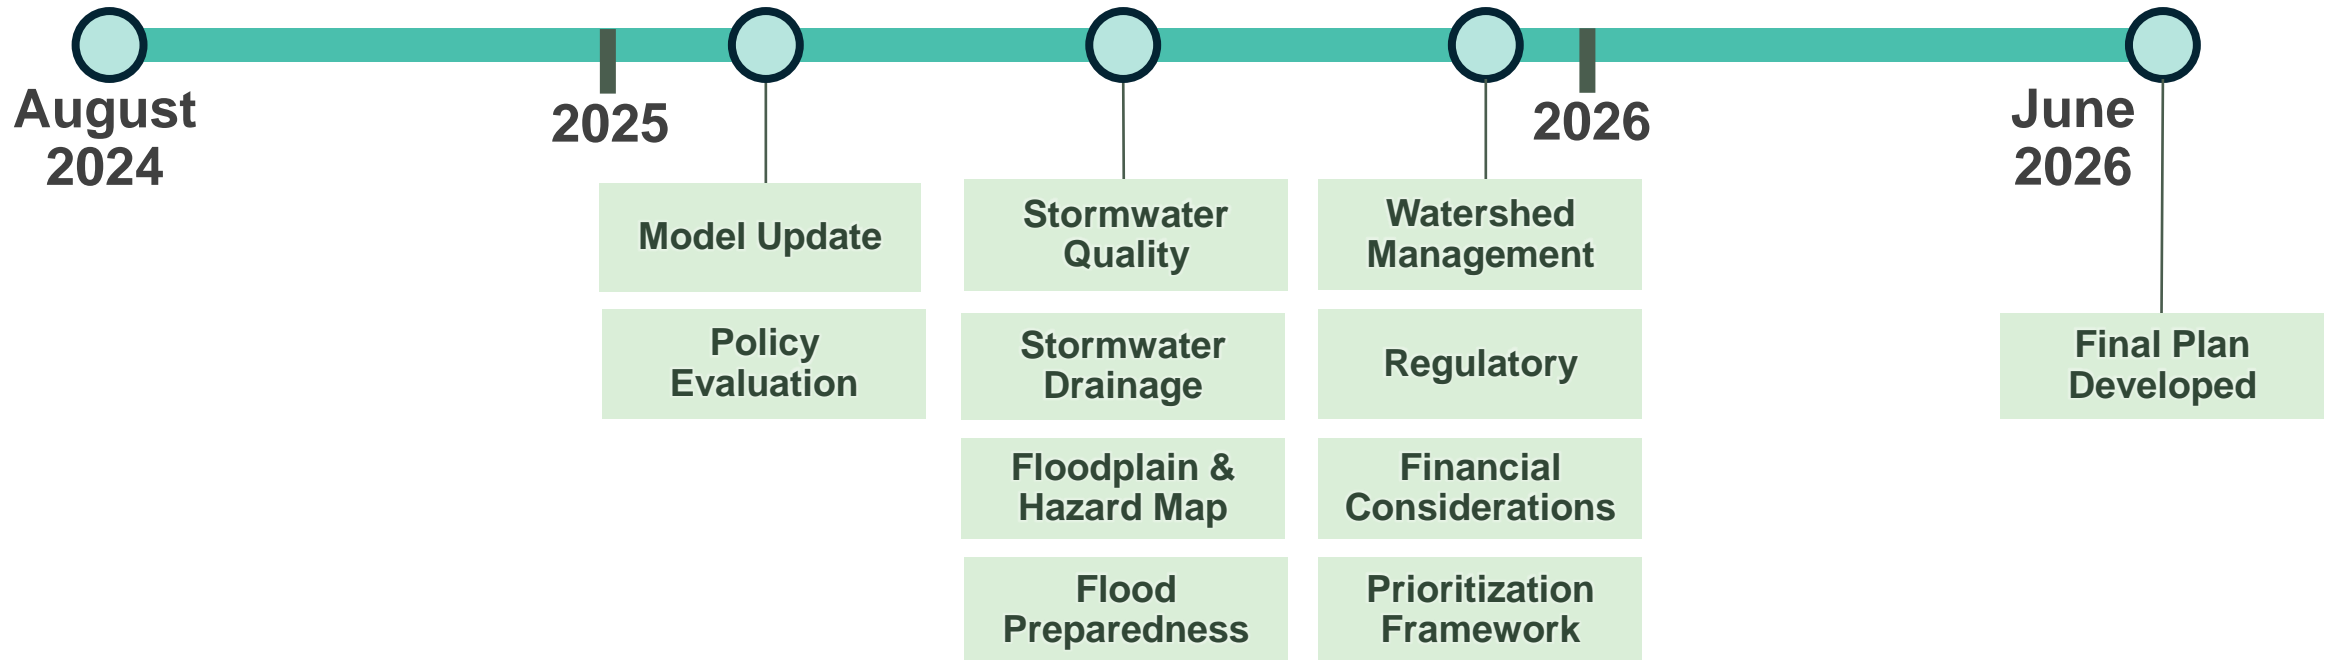 August
2024
2025
2026
June
2026
Model Update
Policy
Evaluation
Stormwater
Quality
Stormwater
Drainage
Floodplain &
Hazard Map
Flood
Preparedness
Watershed
Management
Regulatory
Financial
Considerations
Prioritization
Framework
Final Plan
Developed